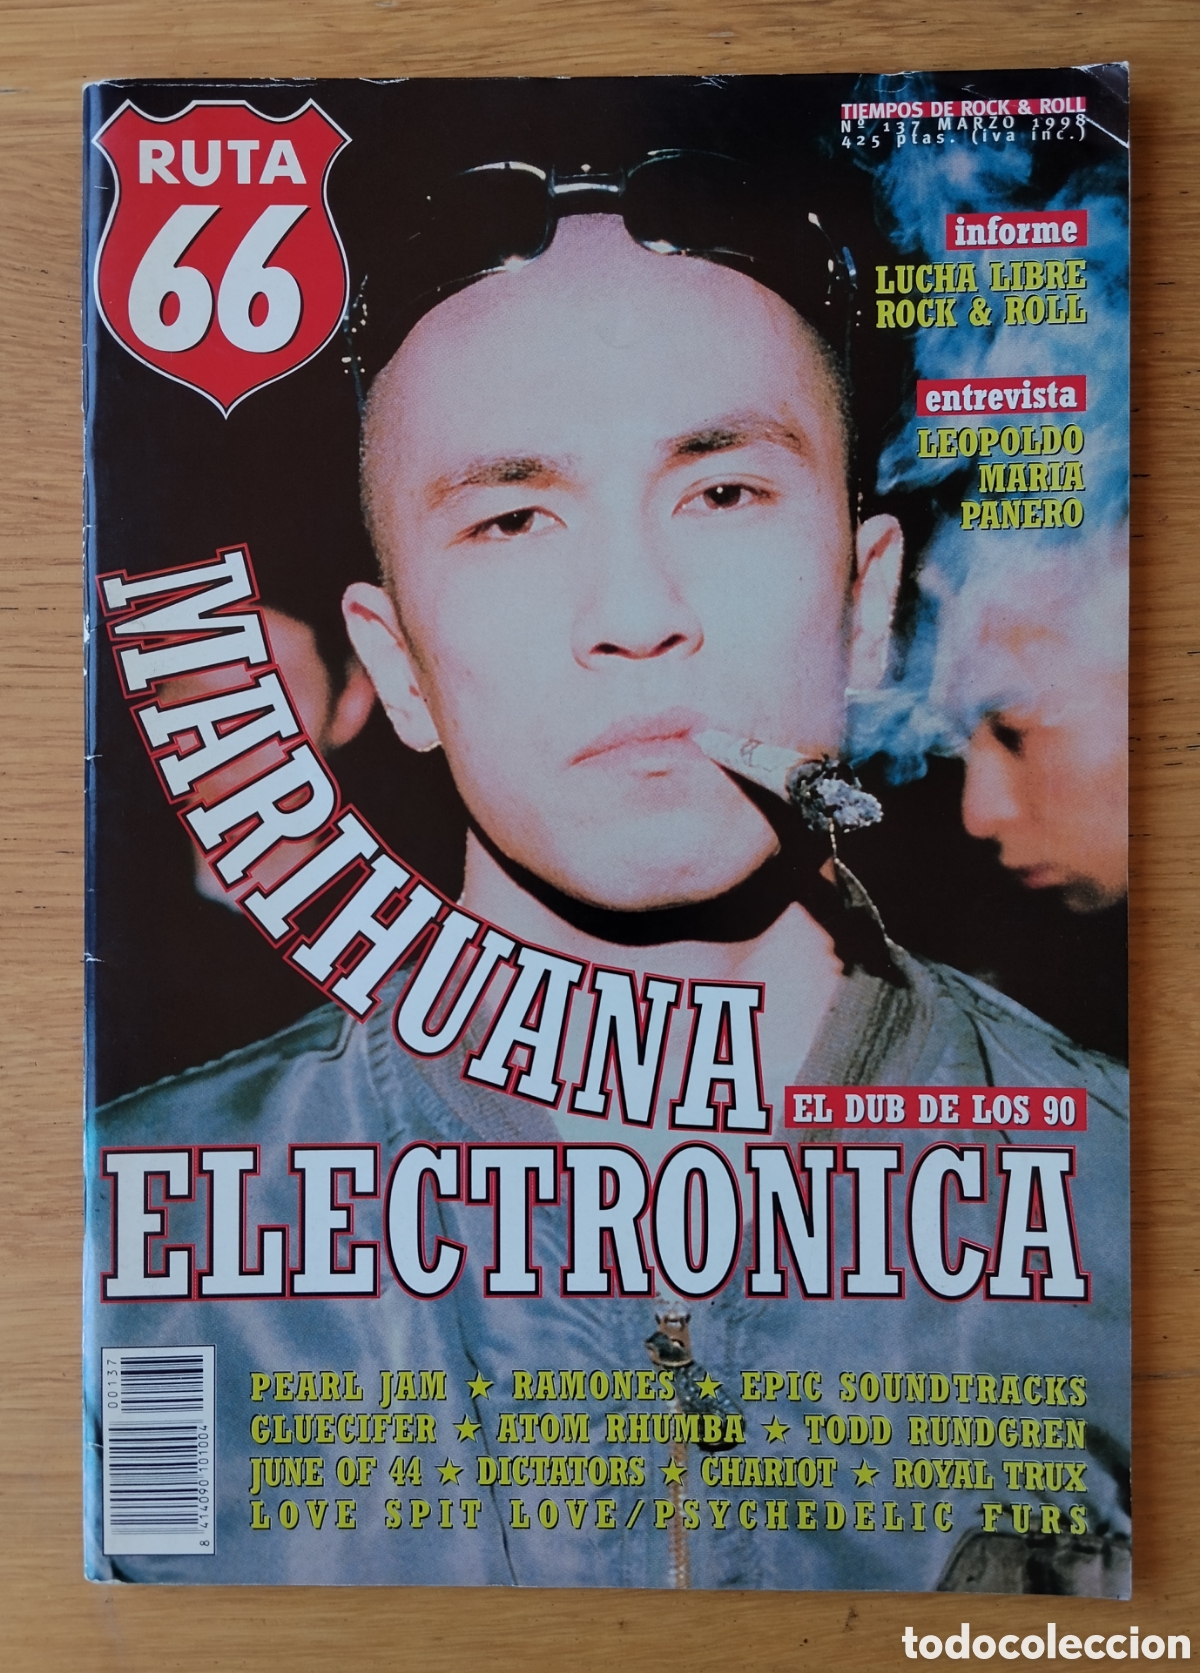 RUTA
66
TIEMPOS DE ROCK & ROLL
Nº 137 MARZO 1998
425 ptas. (iva inc.)
informe
LUCHA LIBRE
ROCK & ROLL
entrevista
LEOPOLDO
MARIA
PANERO
MARIHUANA
EL DUB DE LOS 90
ELECTRONICA
PEARL JAM ★ RAMONES ★ EPIC SOUNDTRACKS
GLUECIFER ★ ATOM RHUMBA ★ TODD RUNDGREN
JUNE OF 44 ★ DICTATORS ★ CHARIOT ★ ROYAL TRUX
LOVE SPIT LOVE/PSYCHEDELIC FURS
00137
8 414090 101004
todocoleccion